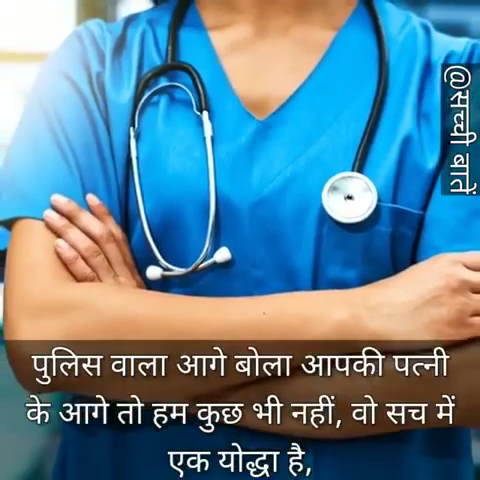 @सच्ची बातें
पुलिस वाला आगे बोला आपकी पत्नी
के आगे तो हम कुछ भी नहीं, वो सच में
एक योद्धा है,